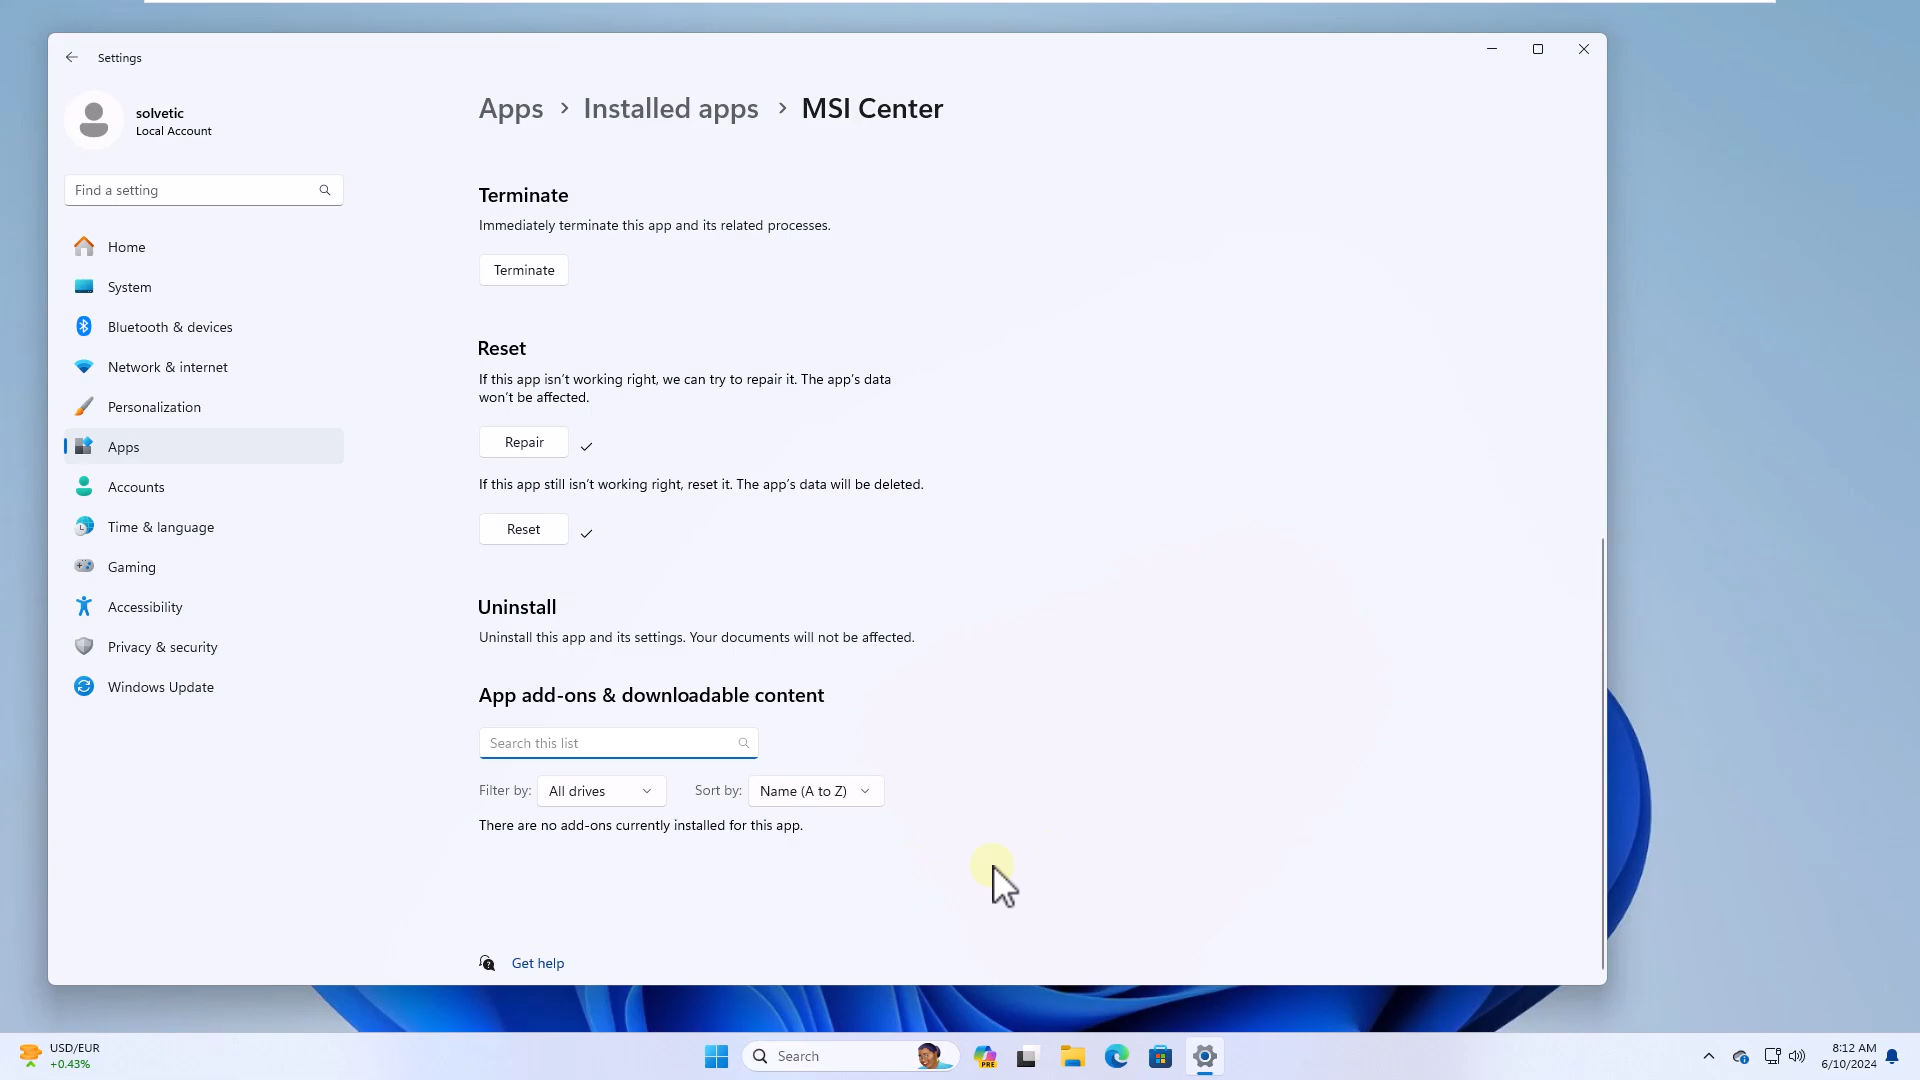 Settings
solvetic
Local Account
Find a setting
Home
System
Bluetooth & devices
Network & internet
Personalization
Apps
Accounts
Time & language
Gaming
Accessibility
Privacy & security
Windows Update
Apps > Installed apps > MSI Center
Terminate
Immediately terminate this app and its related processes.
Terminate
Reset
If this app isn't working right, we can try to repair it. The app's data
won't be affected.
Repair
If this app still isn't working right, reset it. The app's data will be deleted.
Reset
Uninstall
Uninstall this app and its settings. Your documents will not be affected.
App add-ons & downloadable content
Search this list
Filter by: All drives Sort by: Name (A to Z)
There are no add-ons currently installed for this app.
Get help
USD/EUR
+0.43%
Search
PRE
8:12 AM
6/10/2024